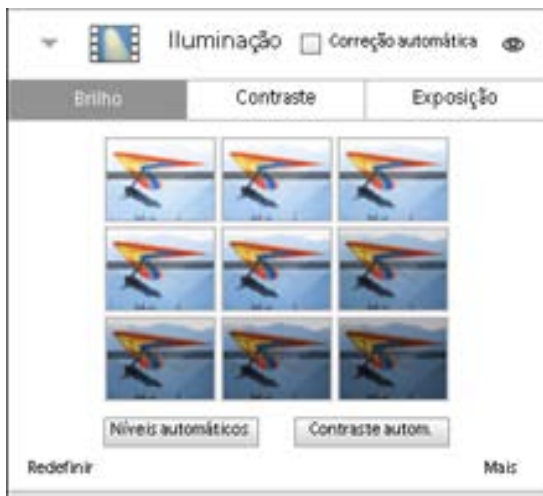 Iluminação Correção automática
Brilho Contraste Exposição
Níveis automáticos Contraste autom.
Redefinir Mais